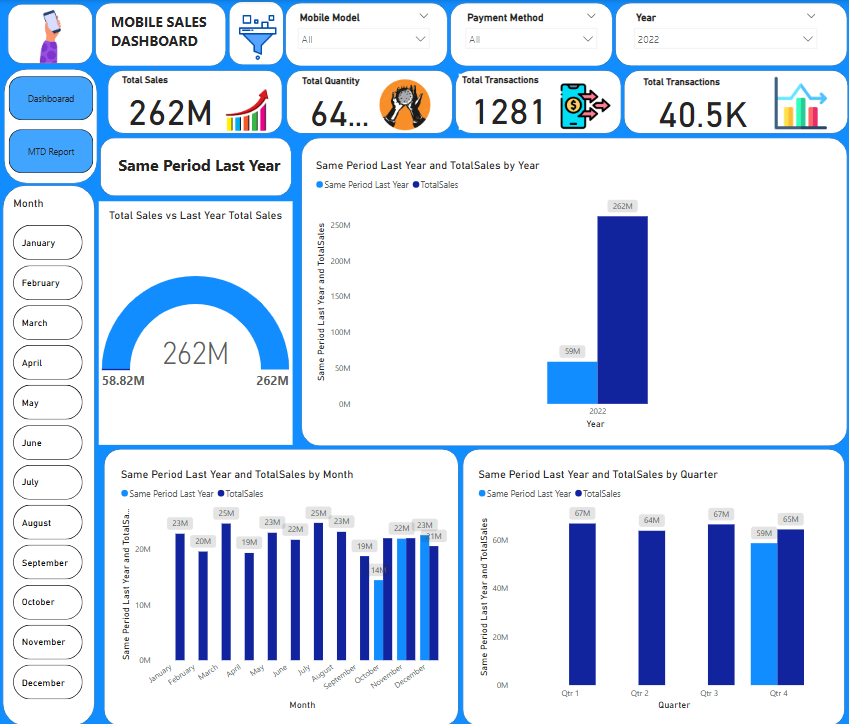 MOBILE SALES
DASHBOARD
Mobile Model
All
Payment Method
All
Year
2022
Dashboarad
MTD Report
Total Sales
262M
Total Quantity
64...
Total Transactions
1281
Total Transactions
40.5K
Month
January
February
March
April
May
June
July
August
September
October
November
December
Same Period Last Year
Total Sales vs Last Year Total Sales
262M
58.82M
262M
Same Period Last Year and TotalSales by Year
Same Period Last Year
TotalSales
Same Period Last Year and TotalSales
250M
200M
150M
100M
50M
0M
59M
262M
2022
Year
Same Period Last Year and TotalSales by Month
Same Period Last Year
TotalSales
Same Period Last Year and TotalSa...
20M
10M
0M
23M
20M
25M
19M
23M
22M
25M
23M
19M
14M
22M
23M
21M
January
February
March
April
May
June
July
August
September
October
November
December
Month
Same Period Last Year and TotalSales by Quarter
Same Period Last Year
TotalSales
Same Period Last Year and TotalSales
60M
40M
20M
0M
67M
64M
67M
59M
65M
Qtr 1
Qtr 2
Qtr 3
Qtr 4
Quarter